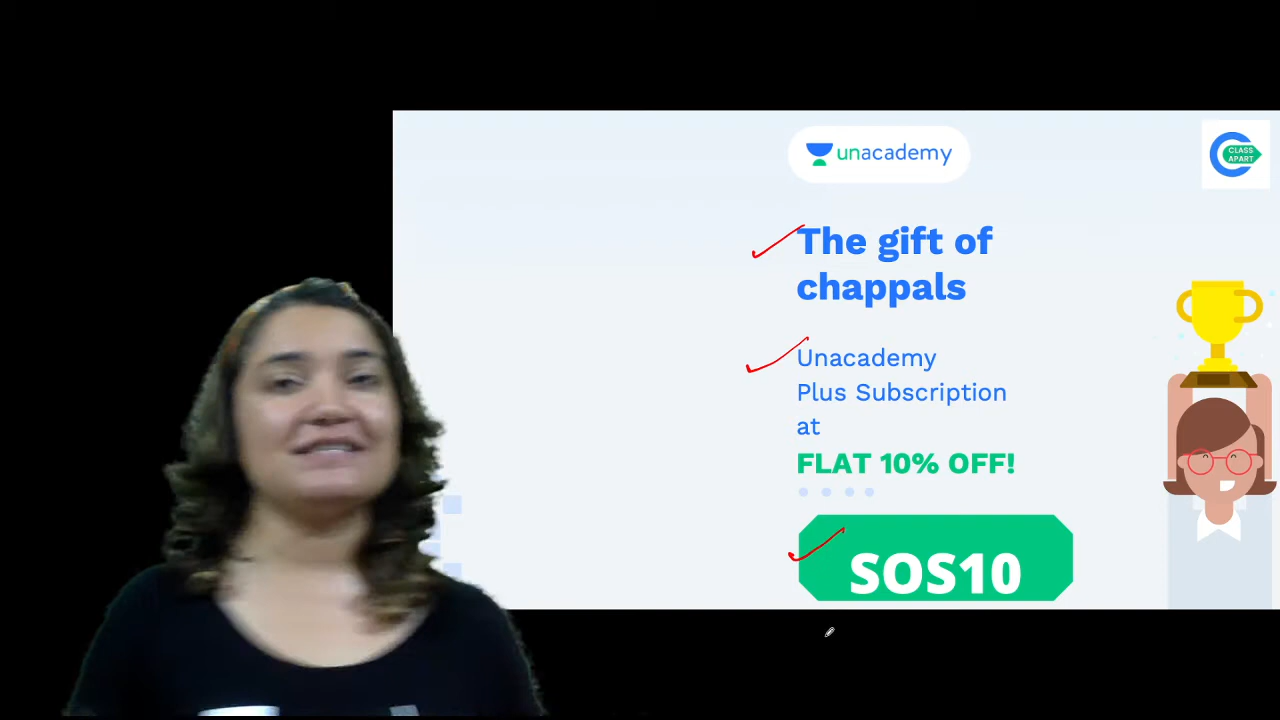 unacademy
CLASS
APART
The gift of
chappals
Unacademy
Plus Subscription
at
FLAT 10% OFF!
SOS10